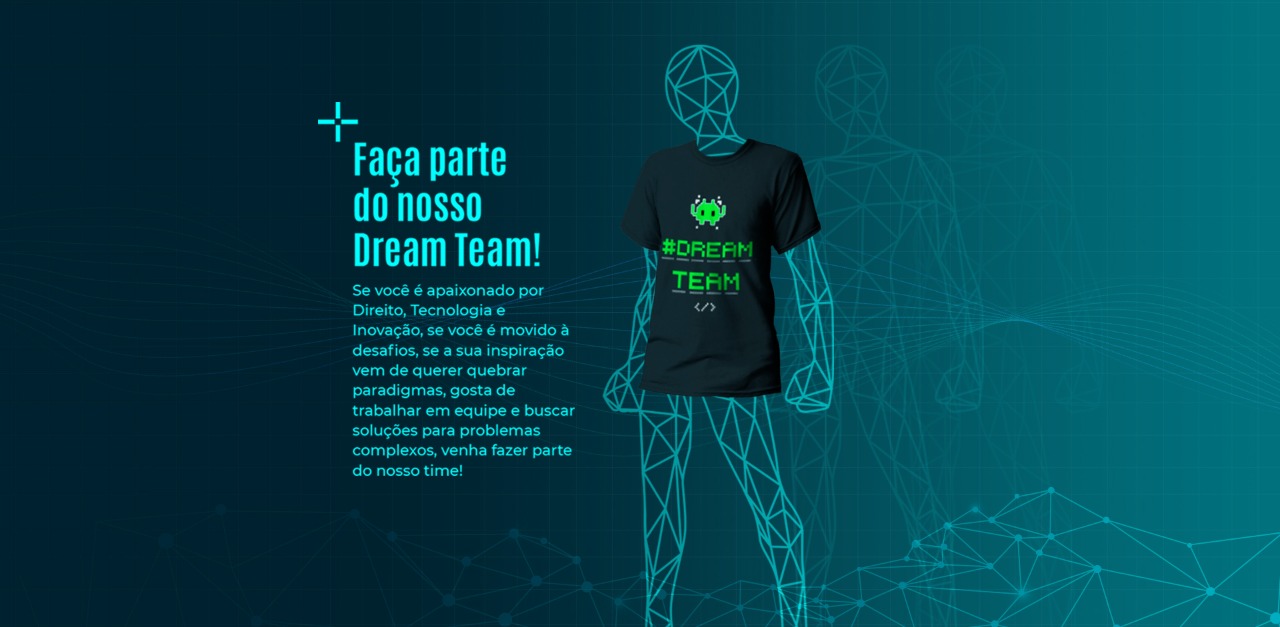 Faça parte
do nosso
Dream Team!
Se você é apaixonado por
Direito, Tecnologia e
Inovação, se você é movido à
desafios, se a sua inspiração
vem de querer quebrar
paradigmas, gosta de
trabalhar em equipe e buscar
soluções para problemas
complexos, venha fazer parte
do nosso time!
#DREAM
TEAM
</>